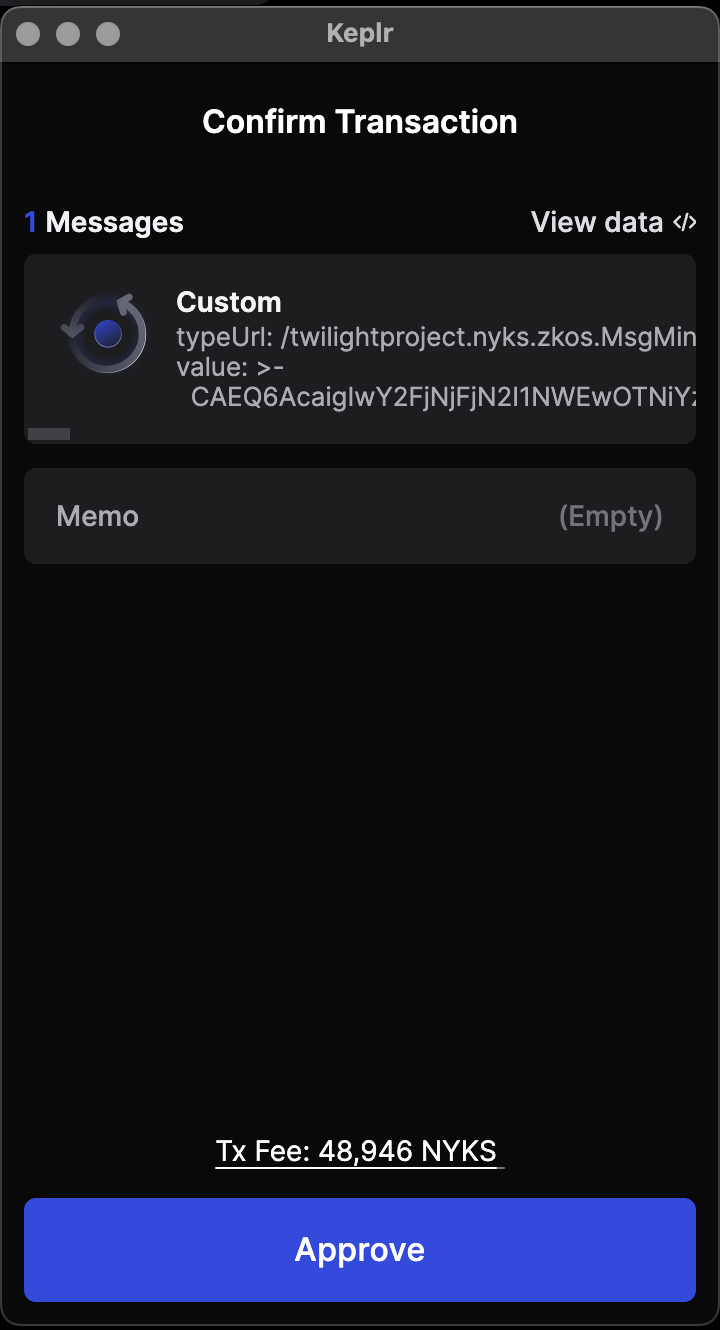 Keplr
Confirm Transaction
1 Messages
View data </>
Custom
typeUrl: /twilightproject.nyks.zkos.MsgMin
value: >-
CAEQ6AcaigIwY2FjNjFjN2I1NWEwOTNiYz
Memo
(Empty)
Tx Fee: 48,946 NYKS
Approve